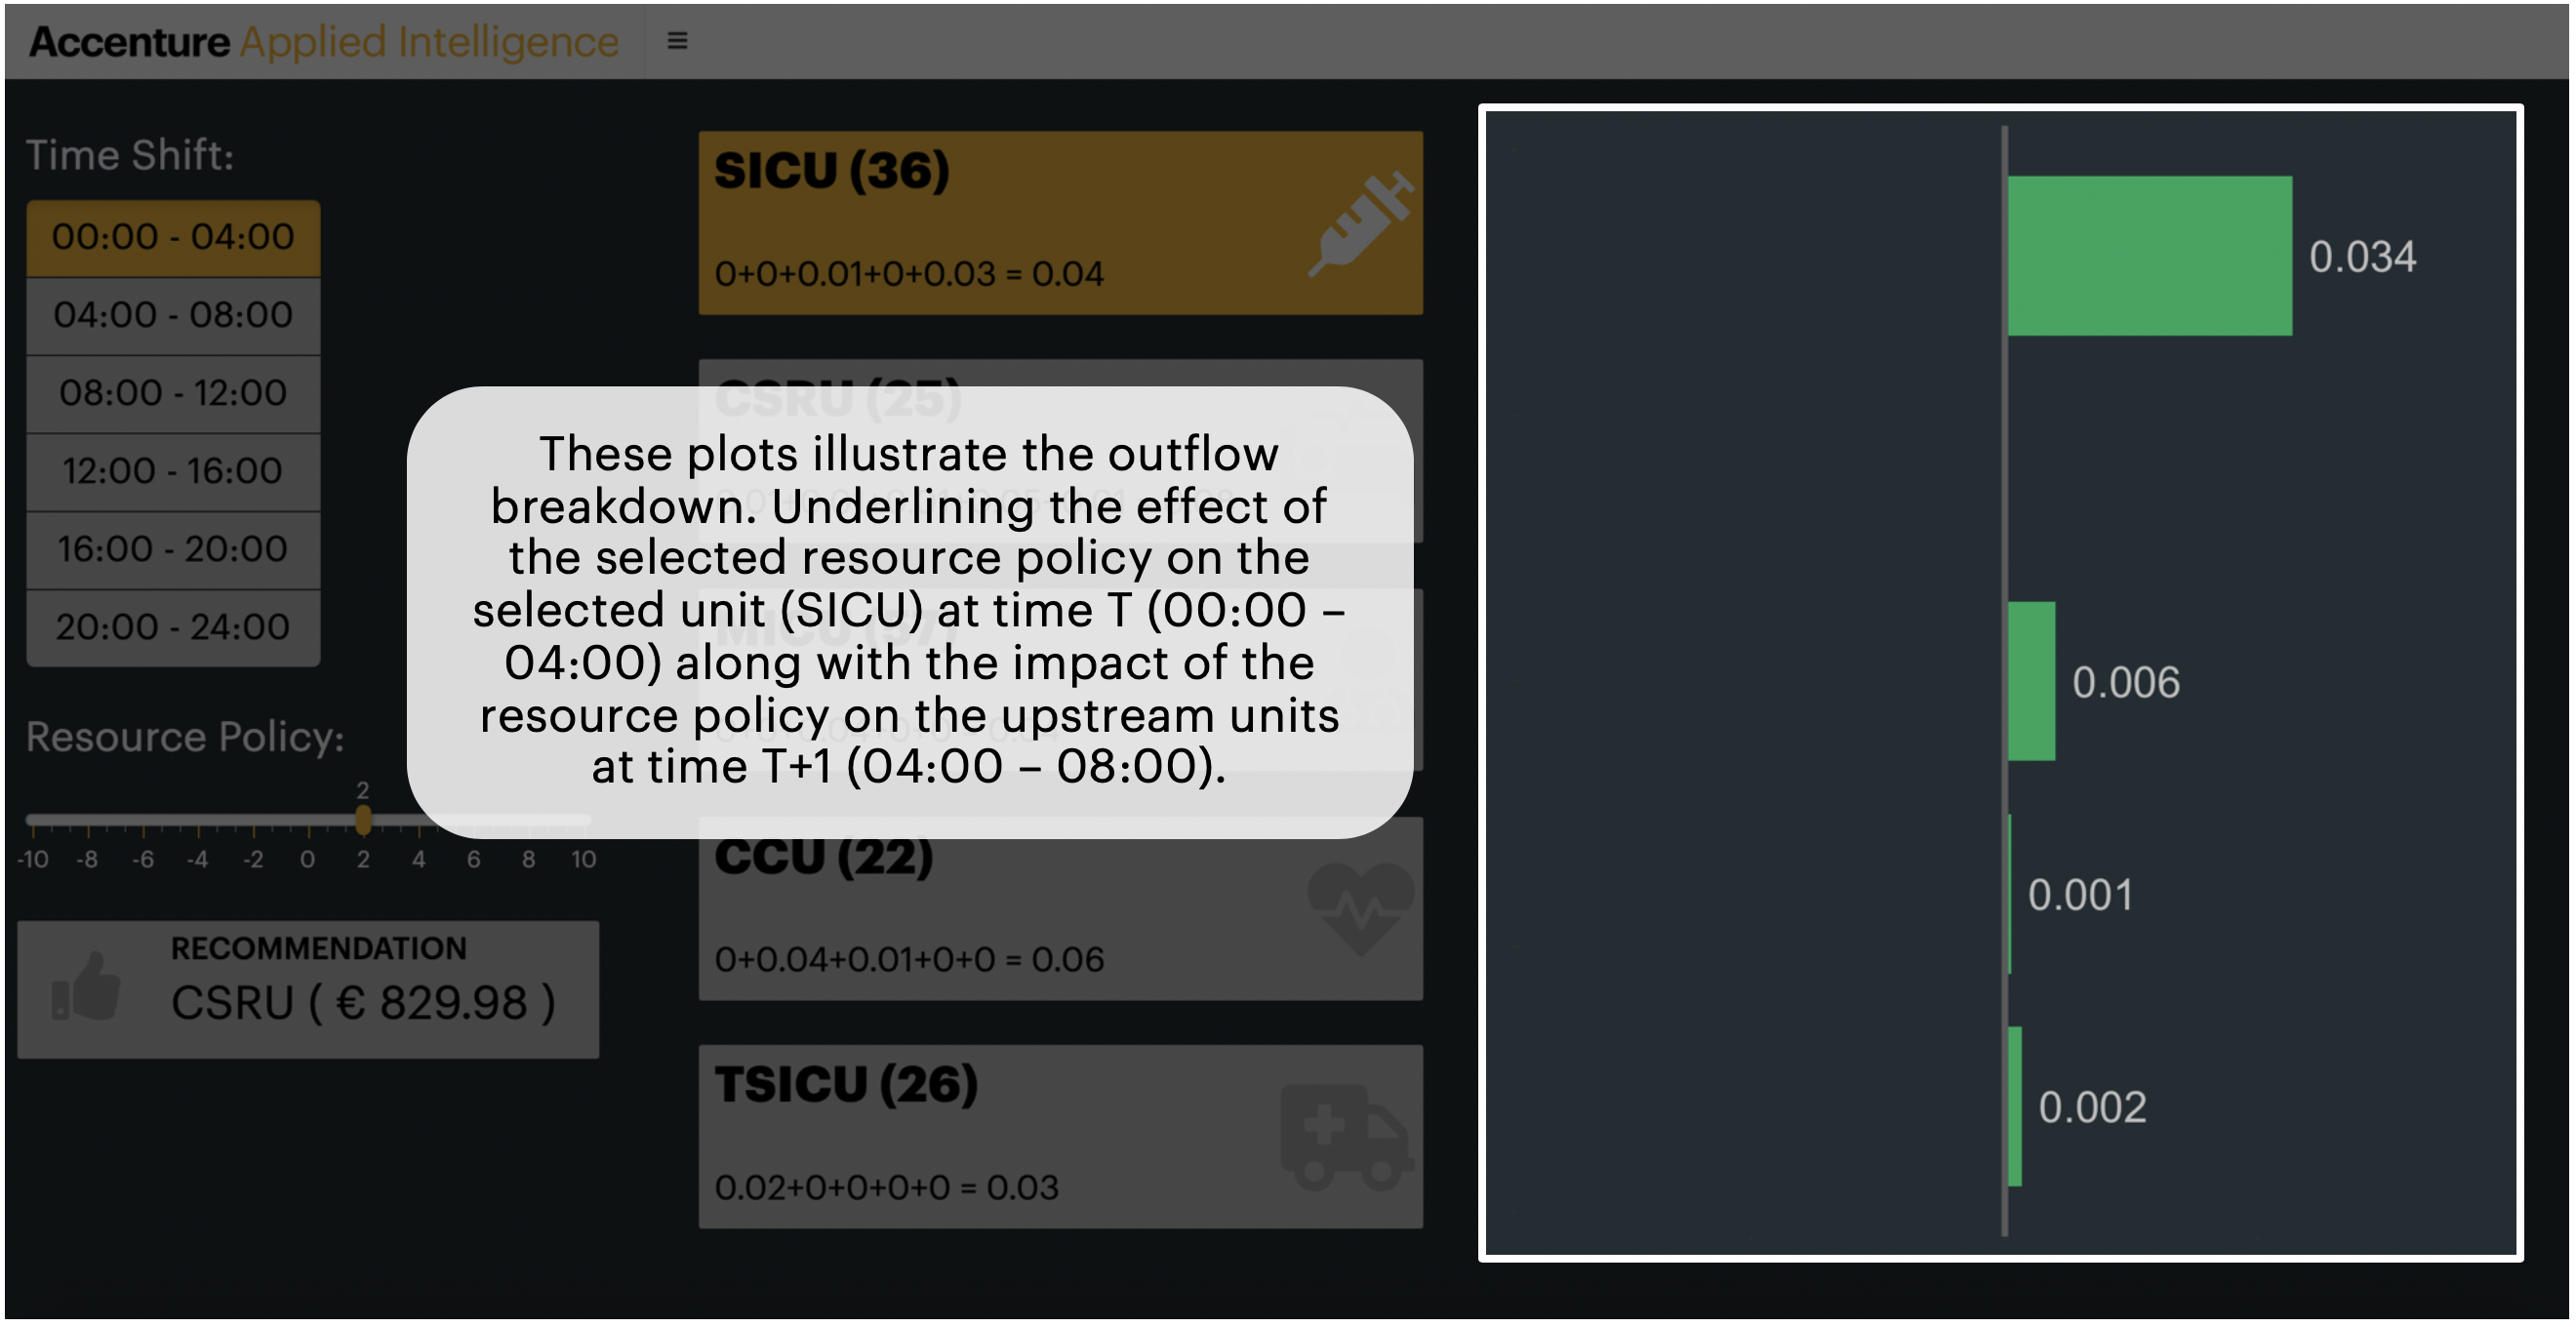 Accenture Applied Intelligence
Time Shift:
00:00 - 04:00
04:00 - 08:00
08:00 - 12:00
12:00 - 16:00
16:00 - 20:00
20:00 - 24:00
Resource Policy:
2
-10 -8 -6 -4 -2 0 2 4 6 8 10
RECOMMENDATION
CSRU ( € 829.98 )
SICU (36)
0+0+0.01+0+0.03 = 0.04
CSRU (25)
These plots illustrate the outflow
breakdown. Underlining the effect of
the selected resource policy on the
selected unit (SICU) at time T (00:00 –
04:00) along with the impact of the
resource policy on the upstream units
at time T+1 (04:00 – 08:00).
MICU (37)
CCU (22)
0+0.04+0.01+0+0 = 0.06
TSICU (26)
0.02+0+0+0+0 = 0.03
0.034
0.006
0.001
0.002